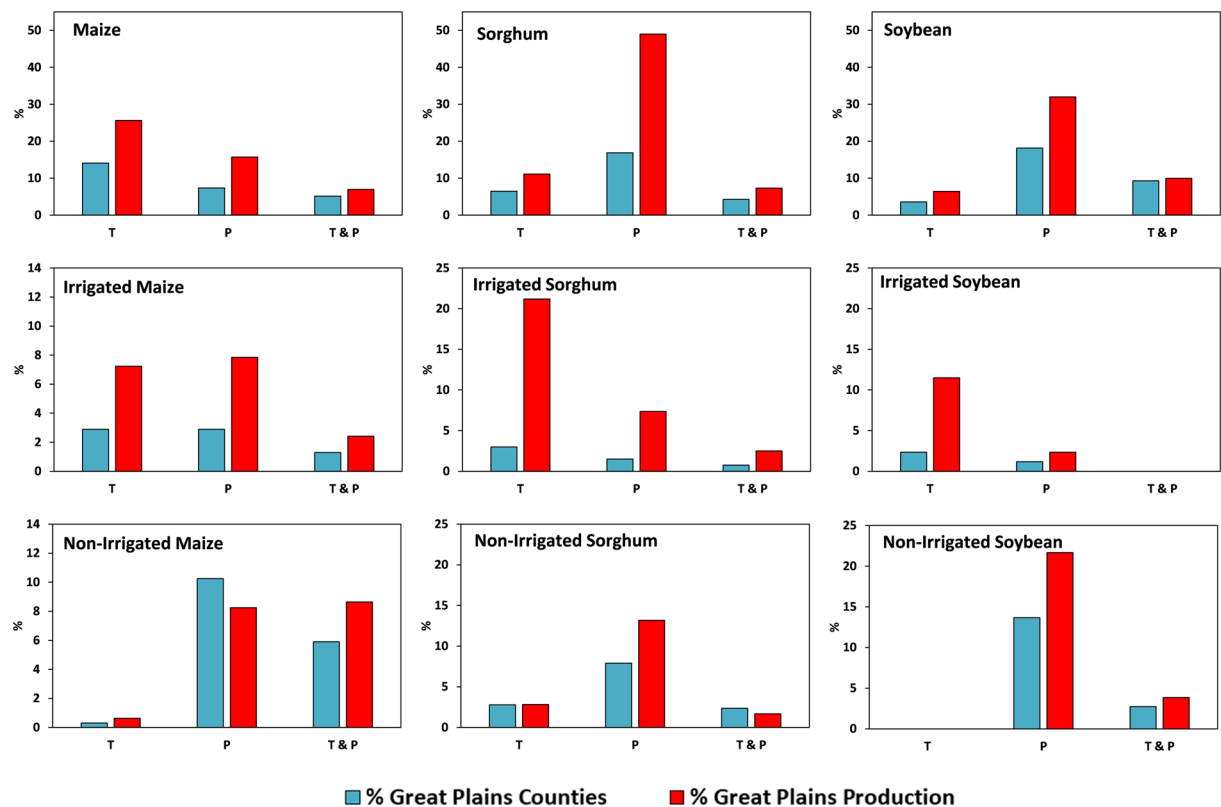 Maize
50
40
30
20
10
0
%
T
P
T & P
Sorghum
50
40
30
20
10
0
%
T
P
T & P
Soybean
50
40
30
20
10
0
%
T
P
T & P
Irrigated Maize
14
12
10
8
6
4
2
0
%
T
P
T & P
Irrigated Sorghum
25
20
15
10
5
0
%
T
P
T & P
Irrigated Soybean
25
20
15
10
5
0
%
T
P
T & P
Non-Irrigated Maize
14
12
10
8
6
4
2
0
%
T
P
T & P
Non-Irrigated Sorghum
25
20
15
10
5
0
%
T
P
T & P
Non-Irrigated Soybean
25
20
15
10
5
0
%
T
P
T & P
% Great Plains Counties
% Great Plains Production